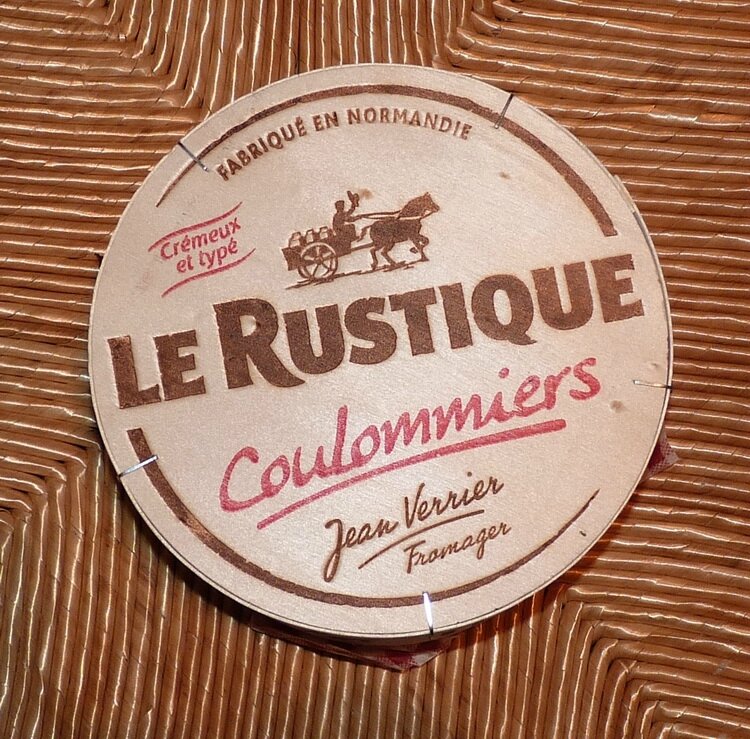 FABRIQUÉ EN NORMANDIE
Crémeux
et typé
LE RUSTIQUE
Coulommiers
Jean Verrier
Fromager